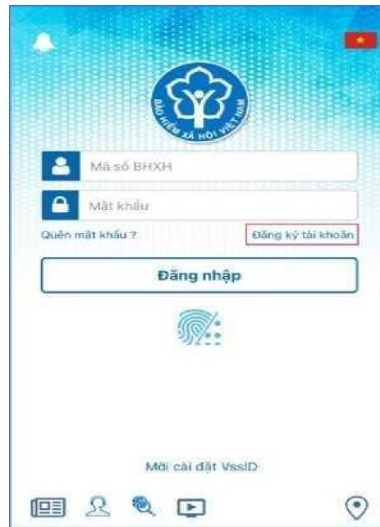 BẢO HIỂM XÃ HỘI VIỆT NAM
Mã số BHXH
Mật khẩu
Quên mật khẩu ?
Đăng ký tài khoản
Đăng nhập
Mời cài đặt VssID